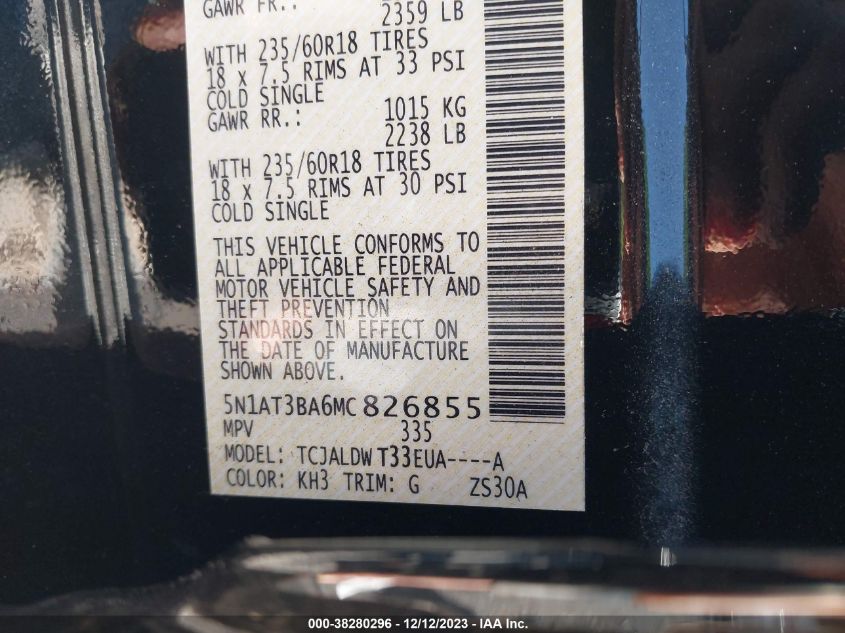 GAWR FR.:
2359 LB
WITH 235/60R18 TIRES
18 x 7.5 RIMS AT 33 PSI
COLD SINGLE
GAWR RR.: 1015 KG
2238 LB
WITH 235/60R18 TIRES
18 x 7.5 RIMS AT 30 PSI
COLD SINGLE
THIS VEHICLE CONFORMS TO
ALL APPLICABLE FEDERAL
MOTOR VEHICLE SAFETY AND
THEFT PREVENTION
STANDARDS IN EFFECT ON
THE DATE OF MANUFACTURE
SHOWN ABOVE.
5N1AT3BA6MC 826855
MPV 335
MODEL: TCJALDW T33EUA----A
COLOR: KH3 TRIM: G ZS30A
000-38280296 - 12/12/2023 - IAA Inc.